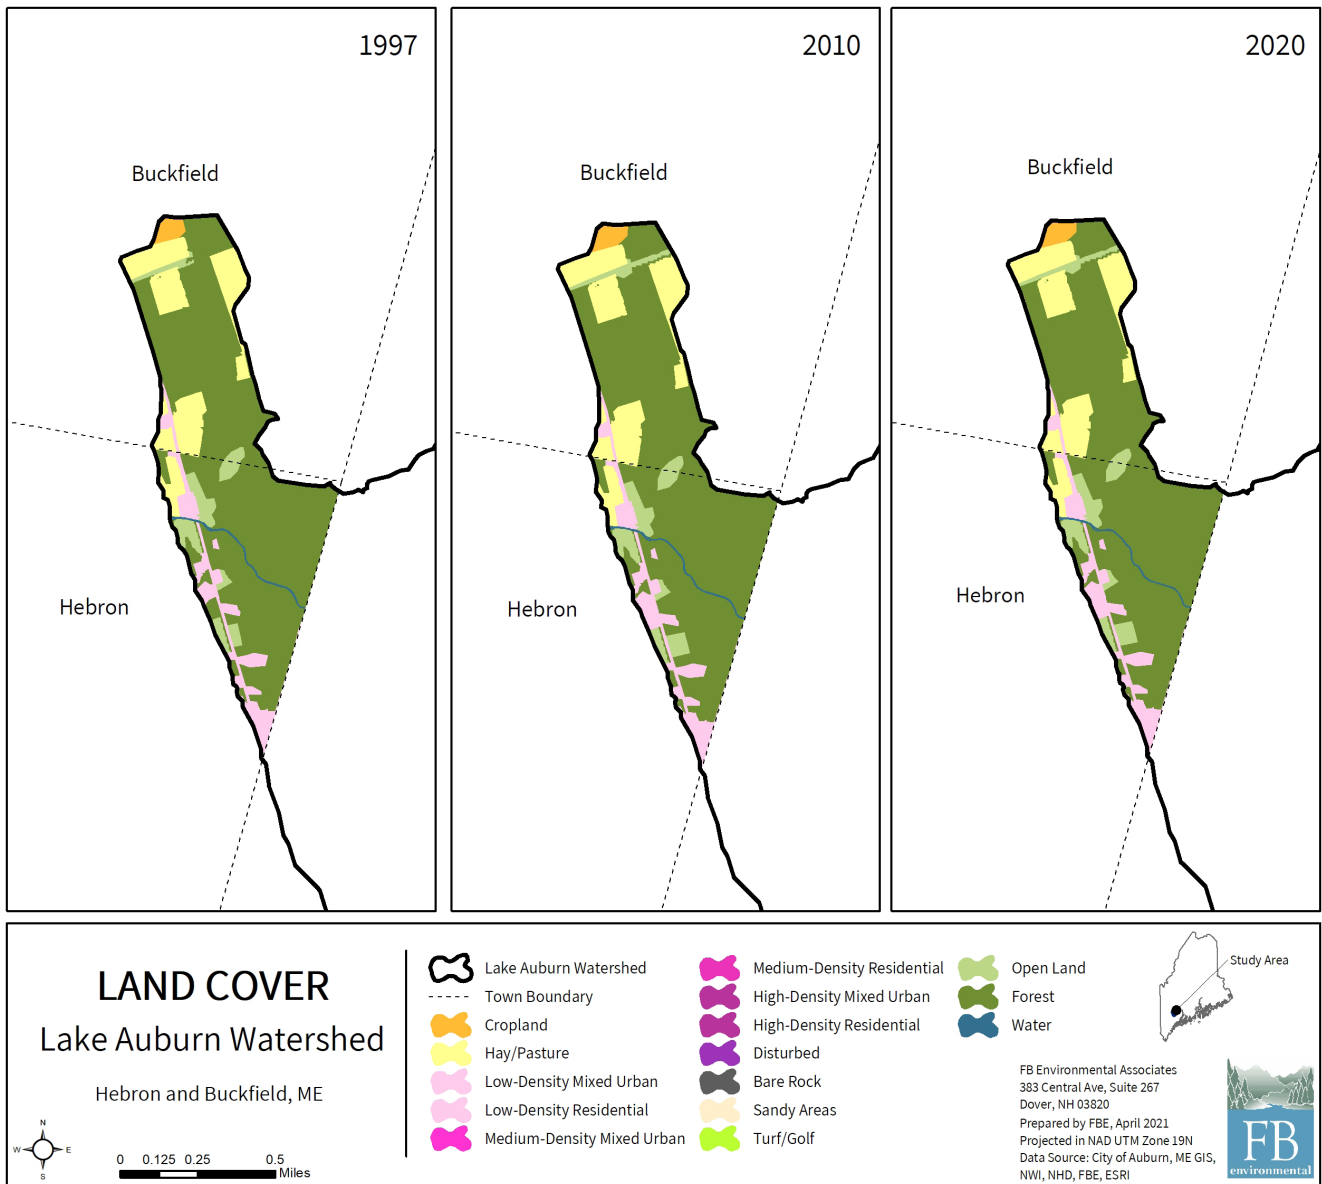 1997
2010
2020
Buckfield
Buckfield
Buckfield
Hebron
Hebron
Hebron
LAND COVER
Lake Auburn Watershed
Hebron and Buckfield, ME
N
W
E
S
0 0.125 0.25 0.5
Miles
Lake Auburn Watershed
Town Boundary
Cropland
Hay/Pasture
Low-Density Mixed Urban
Low-Density Residential
Medium-Density Mixed Urban
Medium-Density Residential
High-Density Mixed Urban
High-Density Residential
Disturbed
Bare Rock
Sandy Areas
Turf/Golf
Open Land
Forest
Water
Study Area
FB Environmental Associates
383 Central Ave, Suite 267
Dover, NH 03820
Prepared by FBE, April 2021
Projected in NAD UTM Zone 19N
Data Source: City of Auburn, ME GIS,
NWI, NHD, FBE, ESRI
FB
environmental